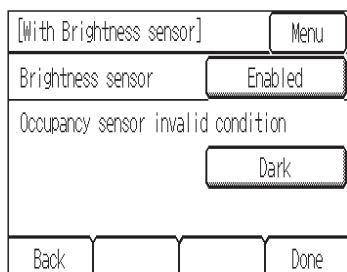 [With Brightness sensor] Menu
Brightness sensor Enabled
Occupancy sensor invalid condition
Dark
Back Done